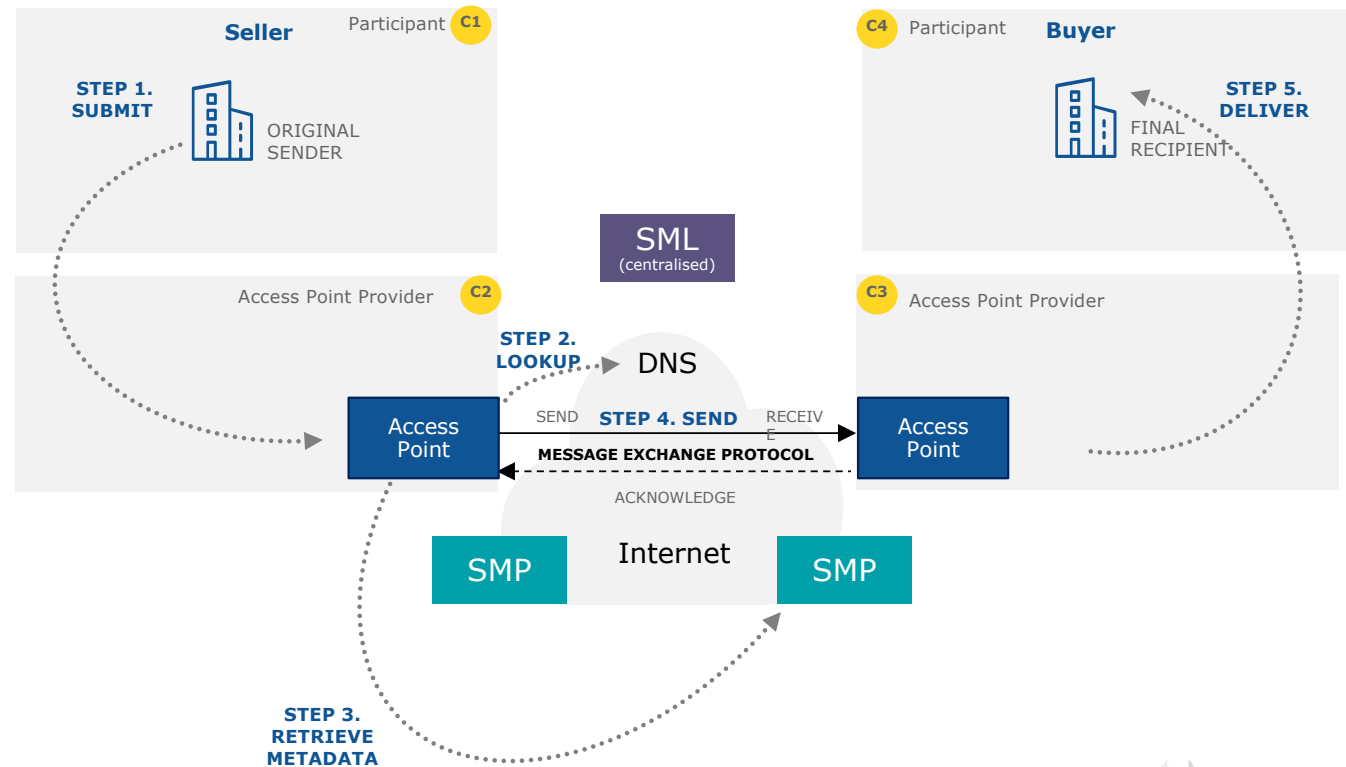 Seller
Participant
C1
STEP 1.
SUBMIT
ORIGINAL
SENDER
C4
Participant
Buyer
STEP 5.
DELIVER
FINAL
RECIPIENT
SML
(centralised)
Access Point Provider
C2
C3
Access Point Provider
STEP 2.
LOOKUP
DNS
Access
Point
SEND
STEP 4. SEND
RECEIV
E
MESSAGE EXCHANGE PROTOCOL
ACKNOWLEDGE
Access
Point
SMP
Internet
SMP
STEP 3.
RETRIEVE
METADATA